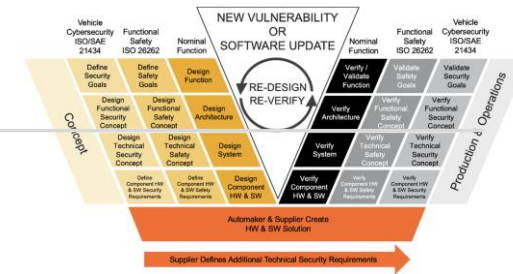 Vehicle
Cybersecurity
ISO/SAE
21434
Functional
Safety
ISO 26262
Nominal
Function
NEW VULNERABILITY
OR
SOFTWARE UPDATE
Nominal
Function
Functional
Safety
ISO 26262
Vehicle
Cybersecurity
ISO/SAE
21434
Define
Security
Goals
Define
Safety
Goals
Design
Function
RE-DESIGN
RE-VERIFY
Verify /
Validate
Function
Validate
Safety
Goals
Validate
Security
Goals
Concept
Design
Functional
Security
Concept
Design
Functional
Safety
Concept
Design
Architecture
Verify
Architecture
Verify
Functional
Safety
Concept
Verify
Functional
Security
Concept
Production & Operations
Design
Technical
Security
Concept
Design
Technical
Safety
Concept
Design
System
Verify
System
Verify
Technical
Safety
Concept
Verify
Technical
Security
Concept
Define
Component HW
& SW Security
Requirements
Define
Component HW
& SW Safety
Requirements
Design
Component
HW & SW
Verify
Component
HW & SW
Verify
Component HW
& SW Safety
Requirements
Verify
Component HW
& SW Security
Requirements
Automaker & Supplier Create
HW & SW Solution
Supplier Defines Additional Technical Security Requirements